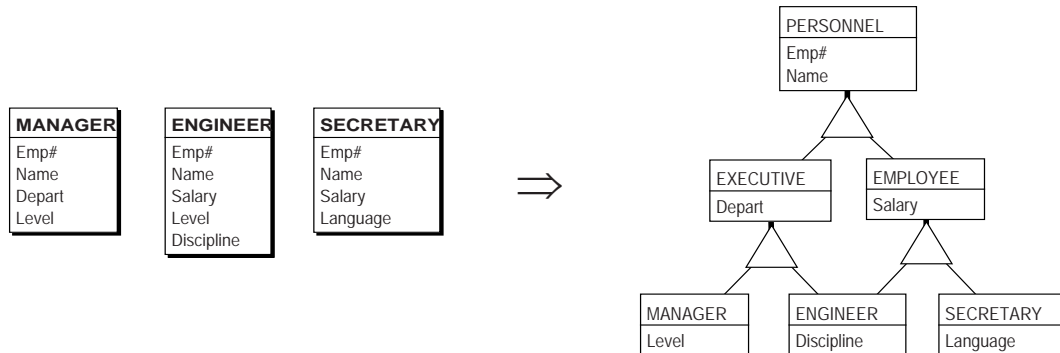 MANAGER
Emp#
Name
Depart
Level
ENGINEER
Emp#
Name
Salary
Level
Discipline
SECRETARY
Emp#
Name
Salary
Language
⇒
PERSONNEL
Emp#
Name
EXECUTIVE
Depart
EMPLOYEE
Salary
MANAGER
Level
ENGINEER
Discipline
SECRETARY
Language